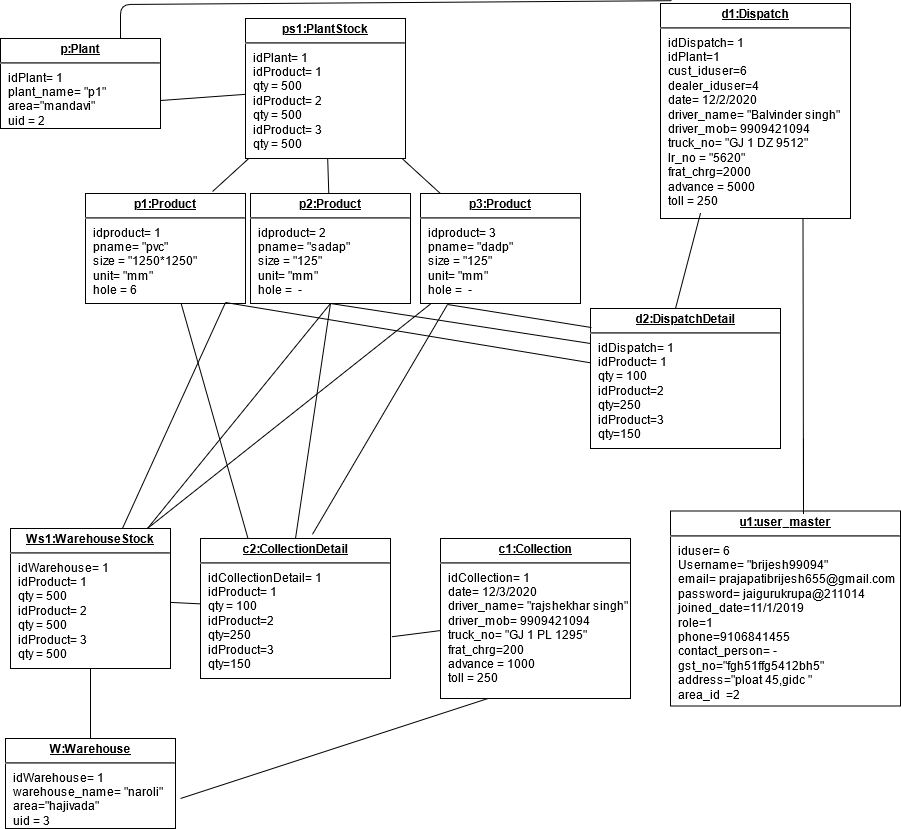 p:Plant
idPlant= 1
plant_name= "p1"
area="mandavi"
uid = 2
ps1:PlantStock
idPlant= 1
idProduct= 1
qty = 500
idProduct= 2
qty = 500
idProduct= 3
qty = 500
d1:Dispatch
idDispatch= 1
idPlant=1
cust_iduser=6
dealer_iduser=4
date= 12/2/2020
driver_name= "Balvinder singh"
driver_mob= 9909421094
truck_no= "GJ 1 DZ 9512"
lr_no = "5620"
frat_chrg=2000
advance = 5000
toll = 250
p1:Product
idproduct= 1
pname= "pvc"
size = "1250*1250"
unit= "mm"
hole = 6
p2:Product
idproduct= 2
pname= "sadap"
size = "125"
unit= "mm"
hole = -
p3:Product
idproduct= 3
pname= "dadp"
size = "125"
unit= "mm"
hole = -
d2:DispatchDetail
idDispatch= 1
idProduct= 1
qty = 100
idProduct=2
qty=250
idProduct=3
qty=150
Ws1:WarehouseStock
idWarehouse= 1
idProduct= 1
qty = 500
idProduct= 2
qty = 500
idProduct= 3
qty = 500
c2:CollectionDetail
idCollectionDetail= 1
idProduct= 1
qty = 100
idProduct=2
qty=250
idProduct=3
qty=150
c1:Collection
idCollection= 1
date= 12/3/2020
driver_name= "rajshekhar singh"
driver_mob= 9909421094
truck_no= "GJ 1 PL 1295"
frat_chrg=200
advance = 1000
toll = 250
u1:user_master
iduser= 6
Username= "brijesh99094"
email= prajapatibrijesh655@gmail.com
password= jaigurukrupa@211014
joined_date=11/1/2019
role=1
phone=9106841455
contact_person= -
gst_no="fgh51ffg5412bh5"
address="ploat 45,gidc "
area_id =2
W:Warehouse
idWarehouse= 1
warehouse_name= "naroli"
area="hajivada"
uid = 3